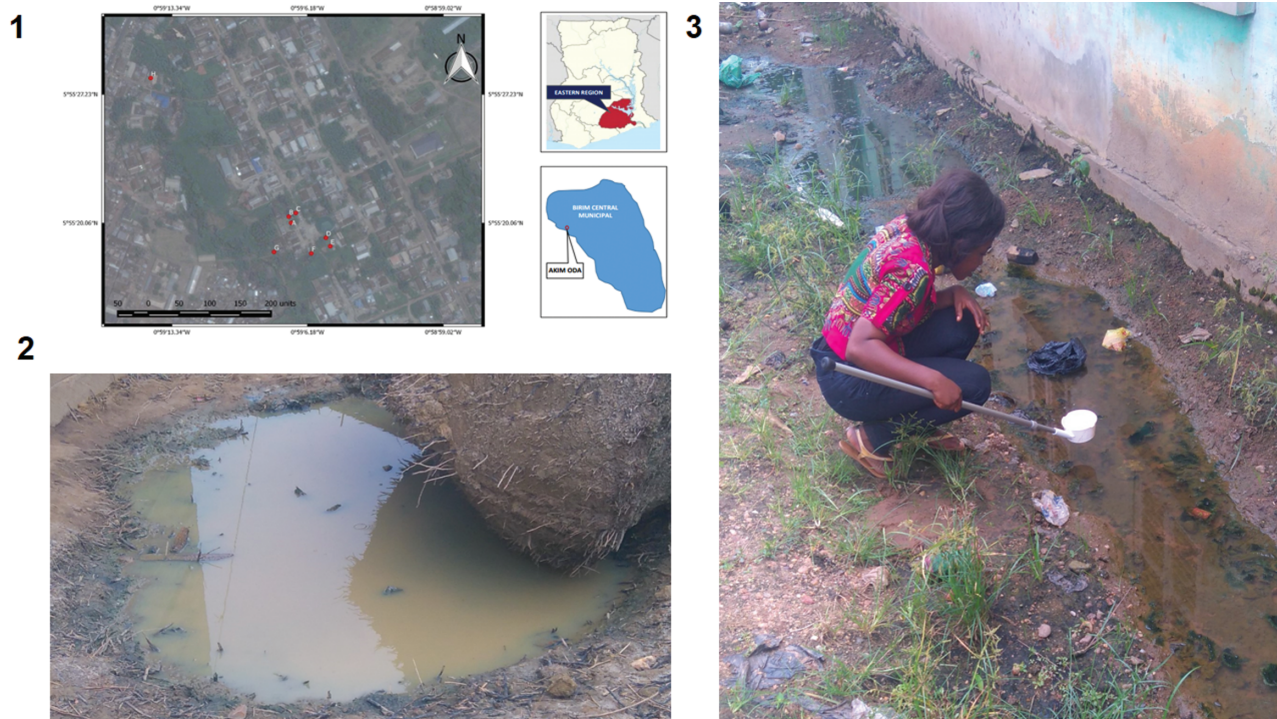 1
0°59'13.34"W 0°59'6.18"W 0°58'59.02"W
5°55'27.23"N 5°55'27.23"N
5°55'20.06"N 5°55'20.06"N
N
H
C
A
D
E
G
F
50 0 50 100 150 200 units
0°59'13.34"W 0°59'6.18"W 0°58'59.02"W
EASTERN REGION
BIRIM CENTRAL
MUNICIPAL
AKIM ODA
2
3